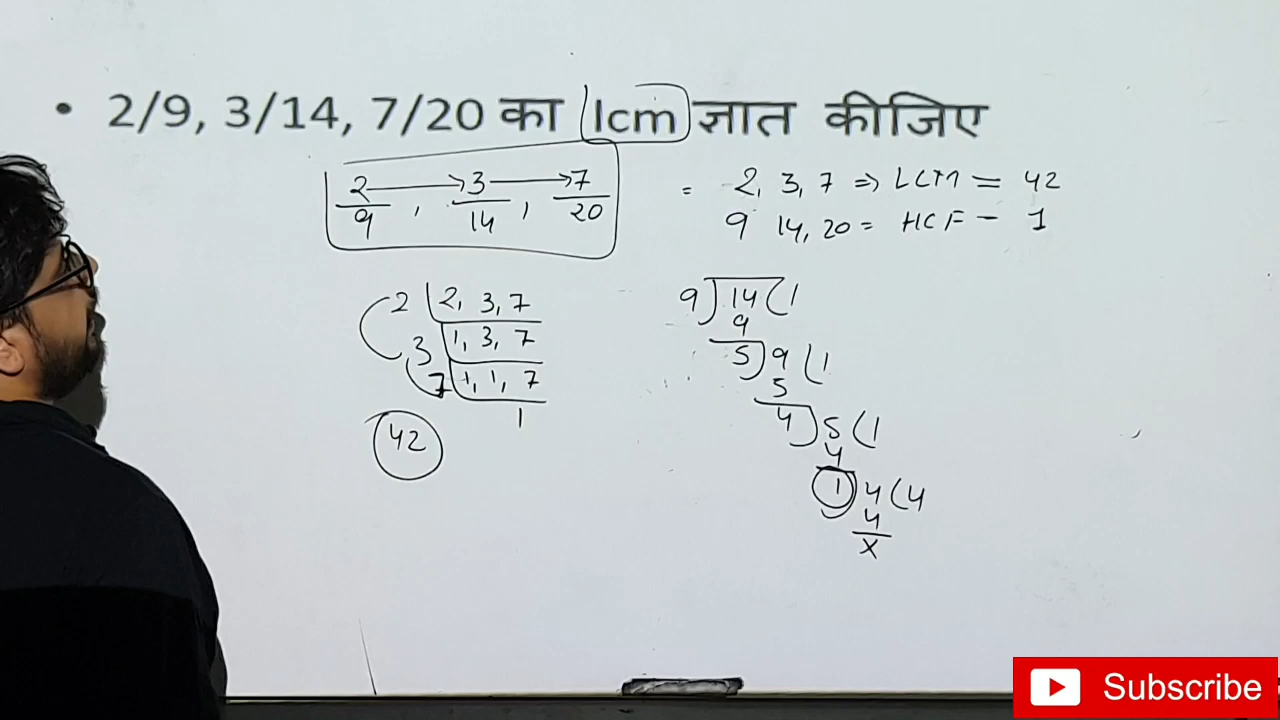 • 2/9, 3/14, 7/20 का lcm ज्ञात कीजिए
2/9, 3/14, 7/20
= 2, 3, 7 => LCM = 42
9 14, 20 = HCF - 1
2 | 2, 3, 7
3 | 1, 3, 7
7 | 1, 1, 7
1
42
9 ) 14 ( 1
9
5 ) 9 ( 1
5
4 ) 5 ( 1
4
1 ) 4 ( 4
4
x
Subscribe